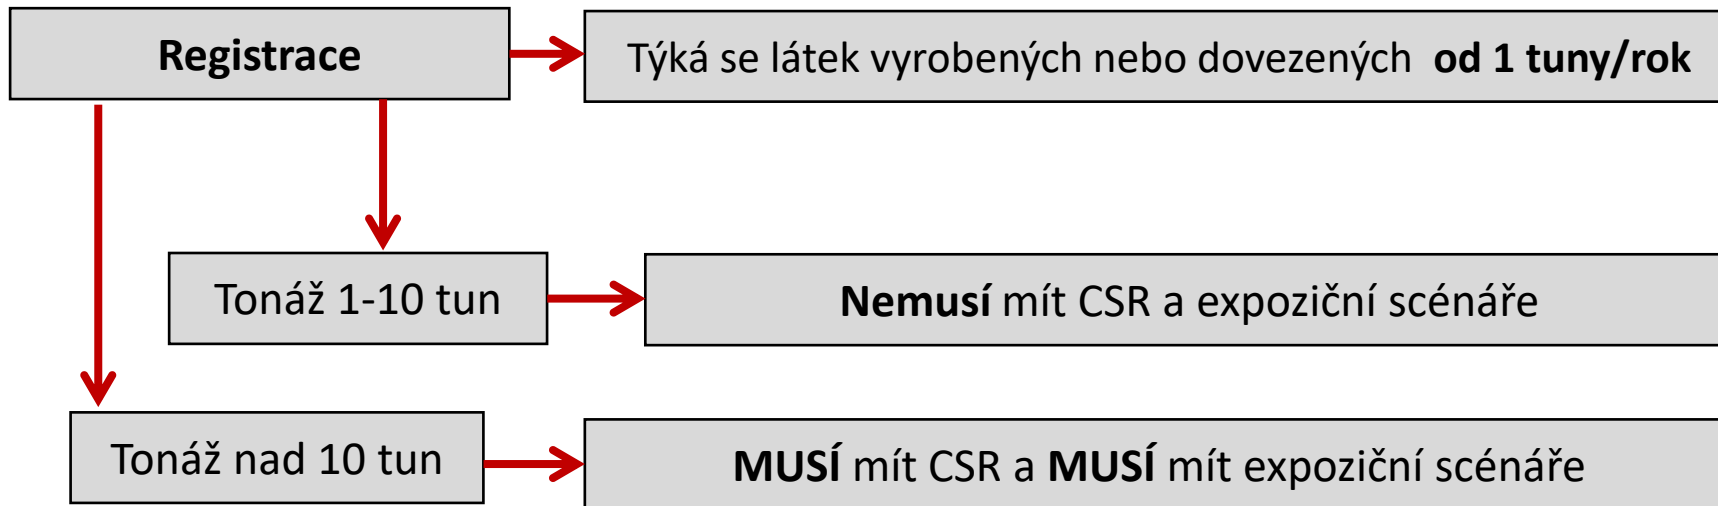 Registrace
Týká se látek vyrobených nebo dovezených od 1 tuny/rok
Tonáž 1-10 tun
Nemusí mít CSR a expoziční scénáře
Tonáž nad 10 tun
MUSÍ mít CSR a MUSÍ mít expoziční scénáře